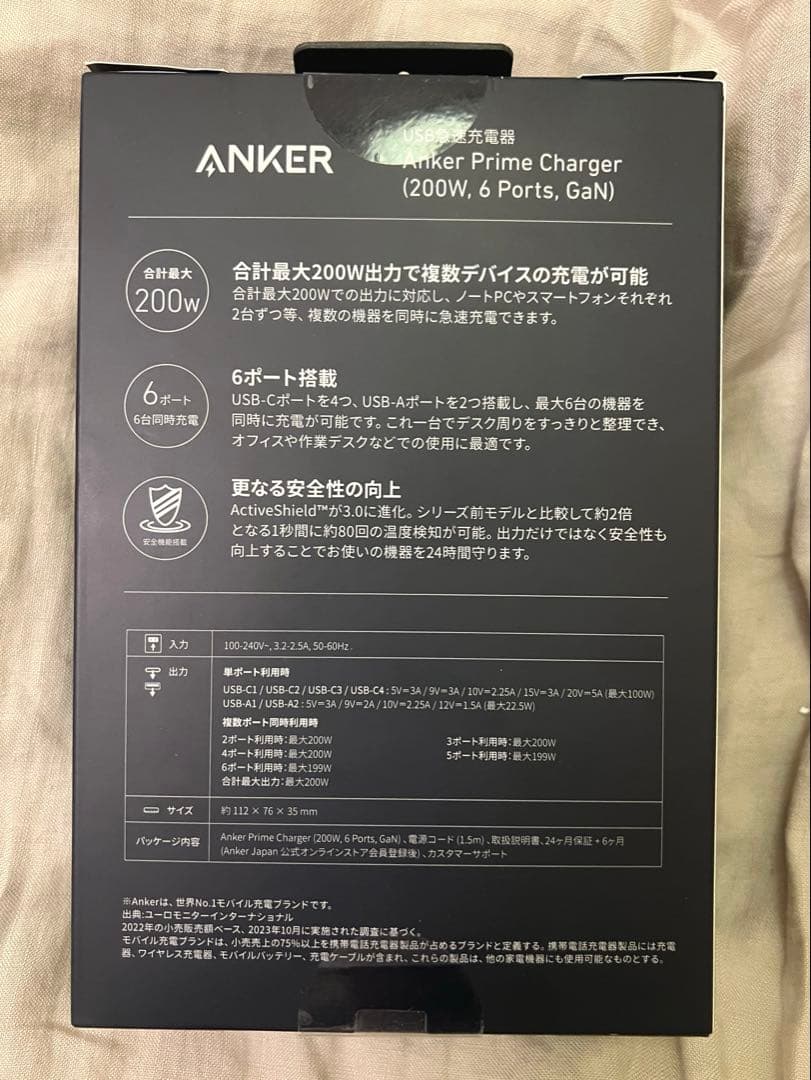 ANKER
USB急速充電器
Anker Prime Charger
(200W, 6 Ports, GaN)
合計最大
200w
合計最大200W出力で複数デバイスの充電が可能
合計最大200Wでの出力に対応し、ノートPCやスマートフォンそれぞれ
2台ずつ等、複数の機器を同時に急速充電できます。
6ポート
6台同時充電
6ポート搭載
USB-Cポートを4つ、USB-Aポートを2つ搭載し、最大6台の機器を
同時に充電が可能です。これ一台でデスク周りをすっきりと整理でき、
オフィスや作業デスクなどでの使用に最適です。
安全機能搭載
更なる安全性の向上
ActiveShield™が3.0に進化。シリーズ前モデルと比較して約2倍
となる1秒間に約80回の温度検知が可能。出力だけではなく安全性も
向上することでお使いの機器を24時間守ります。
入力
100-240V~, 3.2-2.5A, 50-60Hz .
出力
単ポート利用時
USB-C1 / USB-C2 / USB-C3 / USB-C4 : 5V=3A / 9V=3A / 10V=2.25A / 15V=3A / 20V=5A (最大100W)
USB-A1 / USB-A2 : 5V=3A / 9V=2A / 10V=2.25A / 12V=1.5A (最大22.5W)
複数ポート同時利用時
2ポート利用時：最大200W 3ポート利用時：最大200W
4ポート利用時：最大200W 5ポート利用時：最大199W
6ポート利用時：最大199W
合計最大出力：最大200W
サイズ
約 112 × 76 × 35 mm
パッケージ内容
Anker Prime Charger (200W, 6 Ports, GaN) 、電源コード (1.5m) 、取扱説明書、24ヶ月保証 + 6ヶ月
(Anker Japan 公式オンラインストア会員登録後) 、カスタマーサポート
※Ankerは、世界No.1モバイル充電ブランドです。
出典:ユーロモニターインターナショナル
2022年の小売販売額ベース、2023年10月に実施された調査に基づく。
モバイル充電ブランドは、小売売上の75%以上を携帯電話充電器製品が占めるブランドと定義する。携帯電話充電器製品には充電
器、ワイヤレス充電器、モバイルバッテリー、充電ケーブルが含まれ、これらの製品は、他の家電機器にも使用可能なものとする。